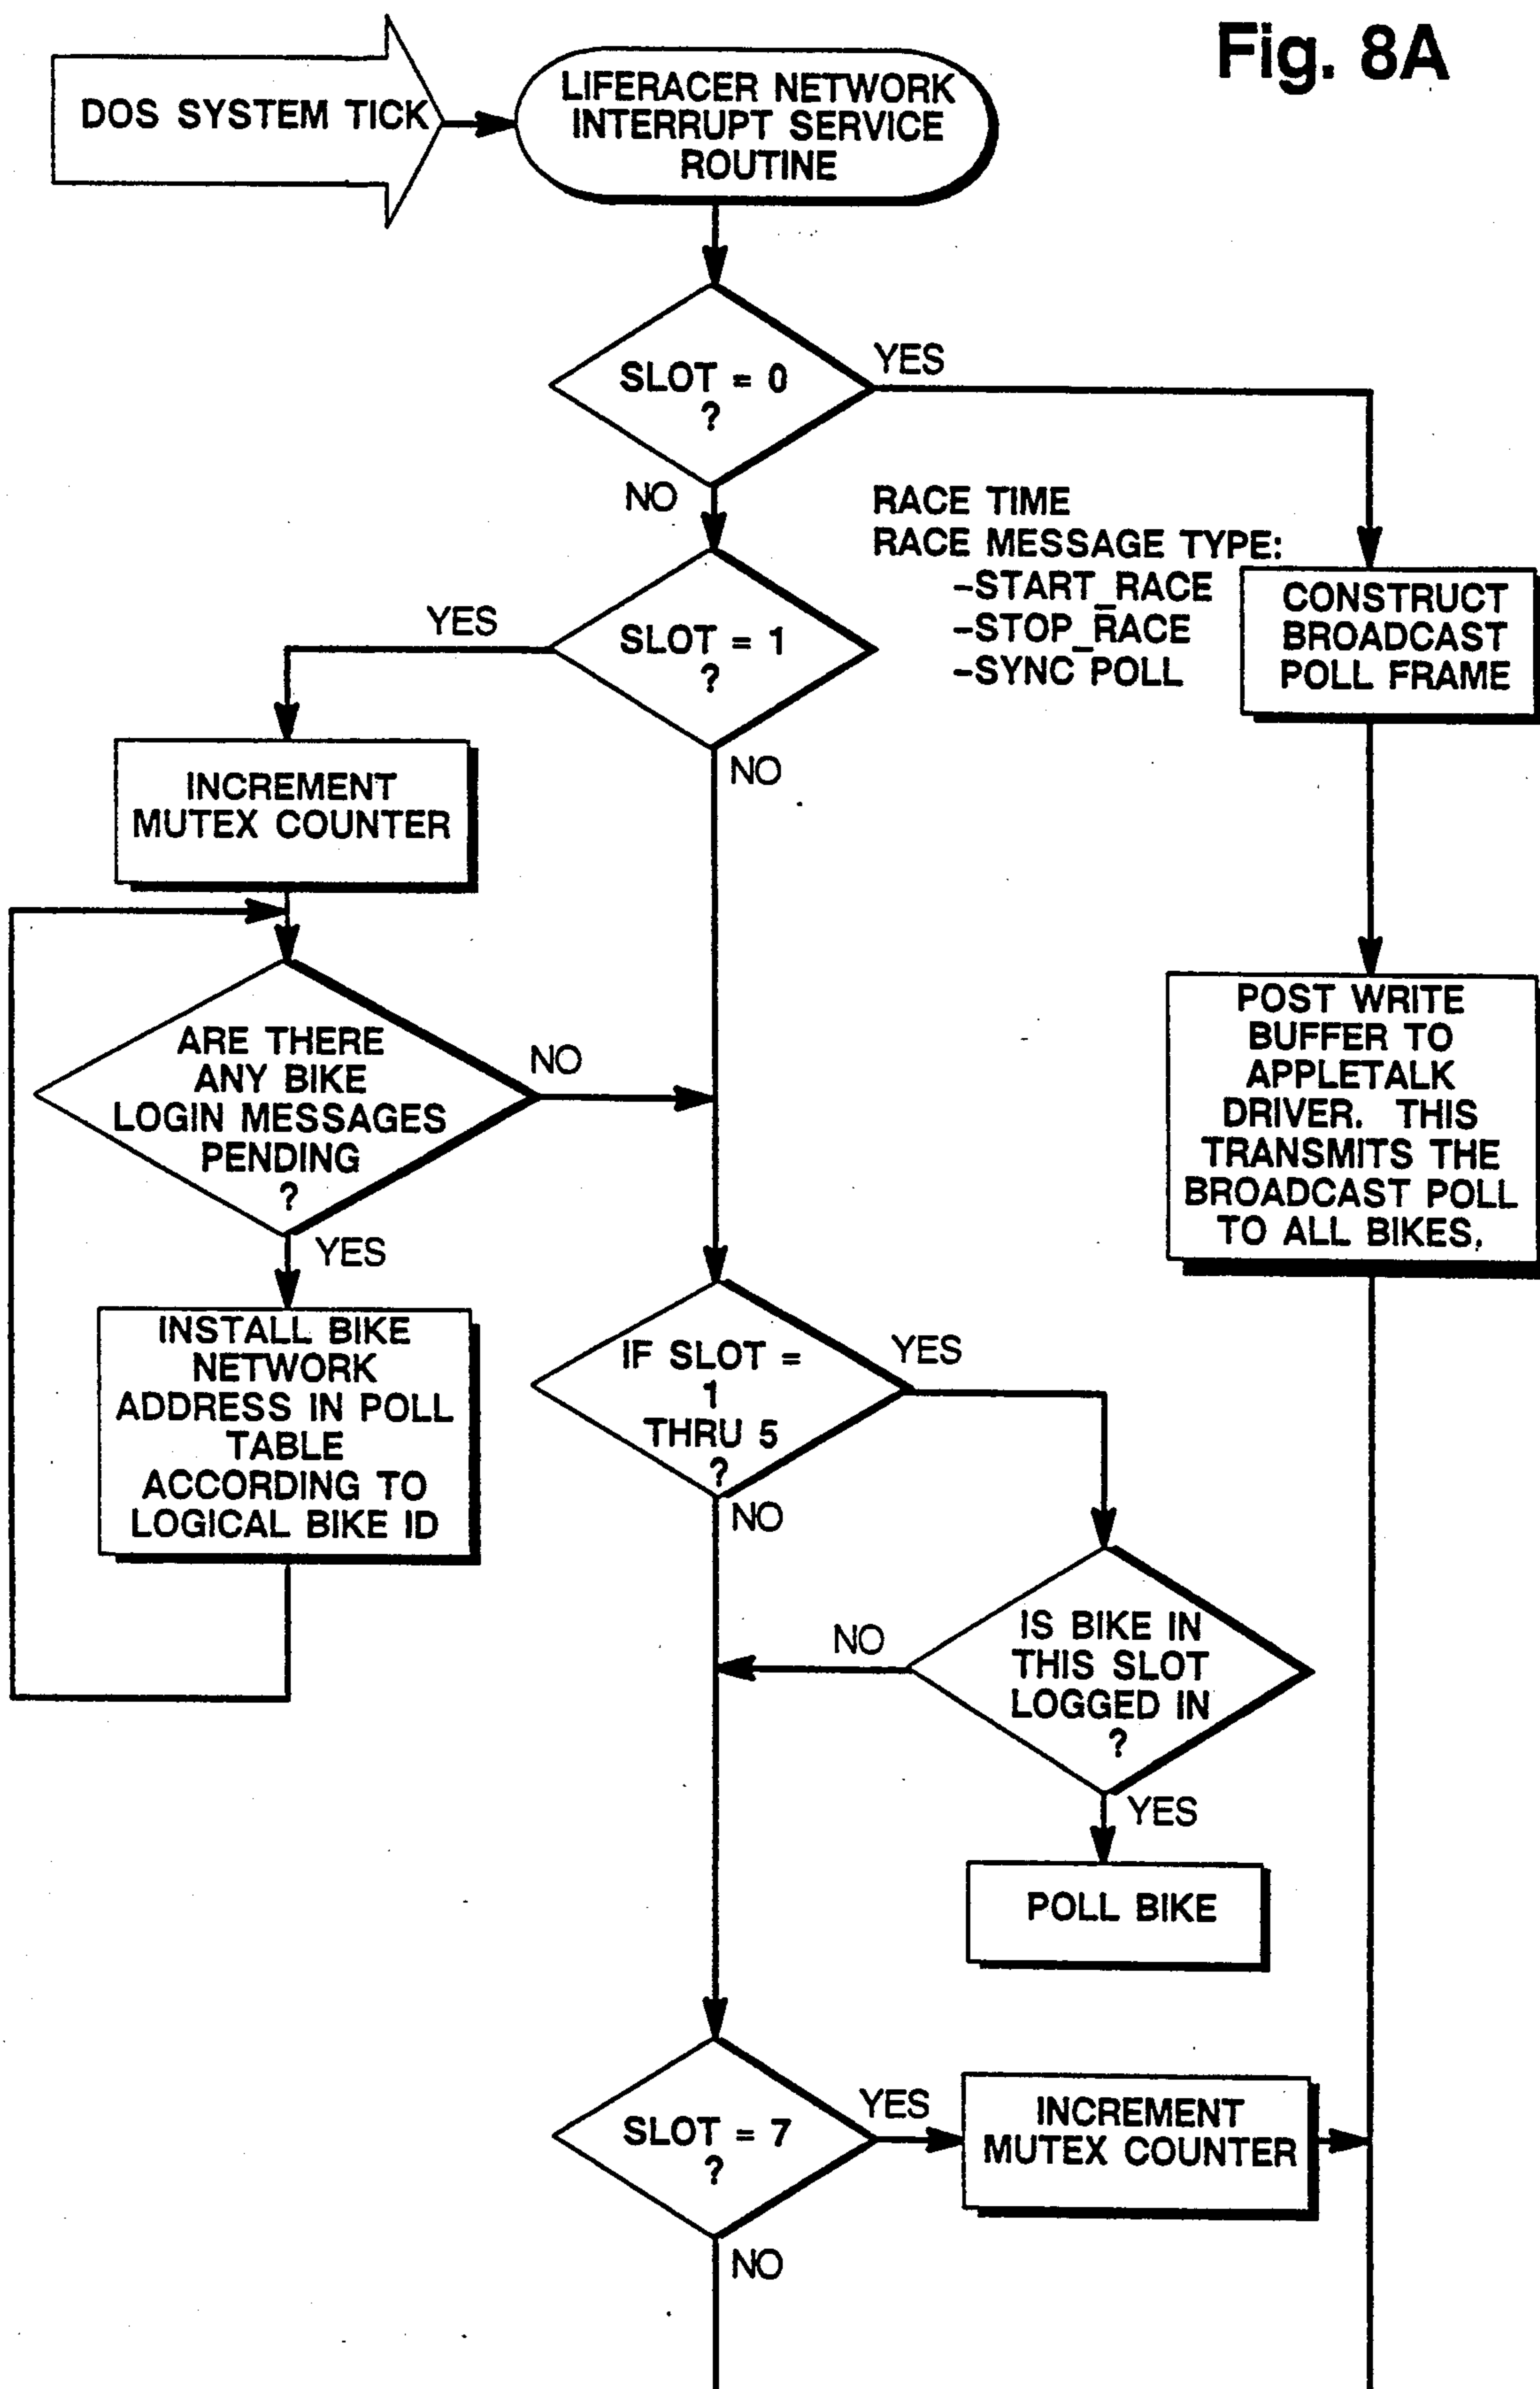 Fig. 8A
DOS SYSTEM TICK
LIFERACER NETWORK
INTERRUPT SERVICE
ROUTINE
SLOT = 0
?
YES
NO
RACE TIME
RACE MESSAGE TYPE:
-START_RACE
-STOP_RACE
-SYNC_POLL
CONSTRUCT
BROADCAST
POLL FRAME
SLOT = 1
?
YES
NO
INCREMENT
MUTEX COUNTER
ARE THERE
ANY BIKE
LOGIN MESSAGES
PENDING
?
NO
YES
POST WRITE
BUFFER TO
APPLETALK
DRIVER. THIS
TRANSMITS THE
BROADCAST POLL
TO ALL BIKES.
INSTALL BIKE
NETWORK
ADDRESS IN POLL
TABLE
ACCORDING TO
LOGICAL BIKE ID
IF SLOT =
1
THRU 5
?
YES
NO
IS BIKE IN
THIS SLOT
LOGGED IN
?
NO
YES
POLL BIKE
SLOT = 7
?
YES
INCREMENT
MUTEX COUNTER
NO